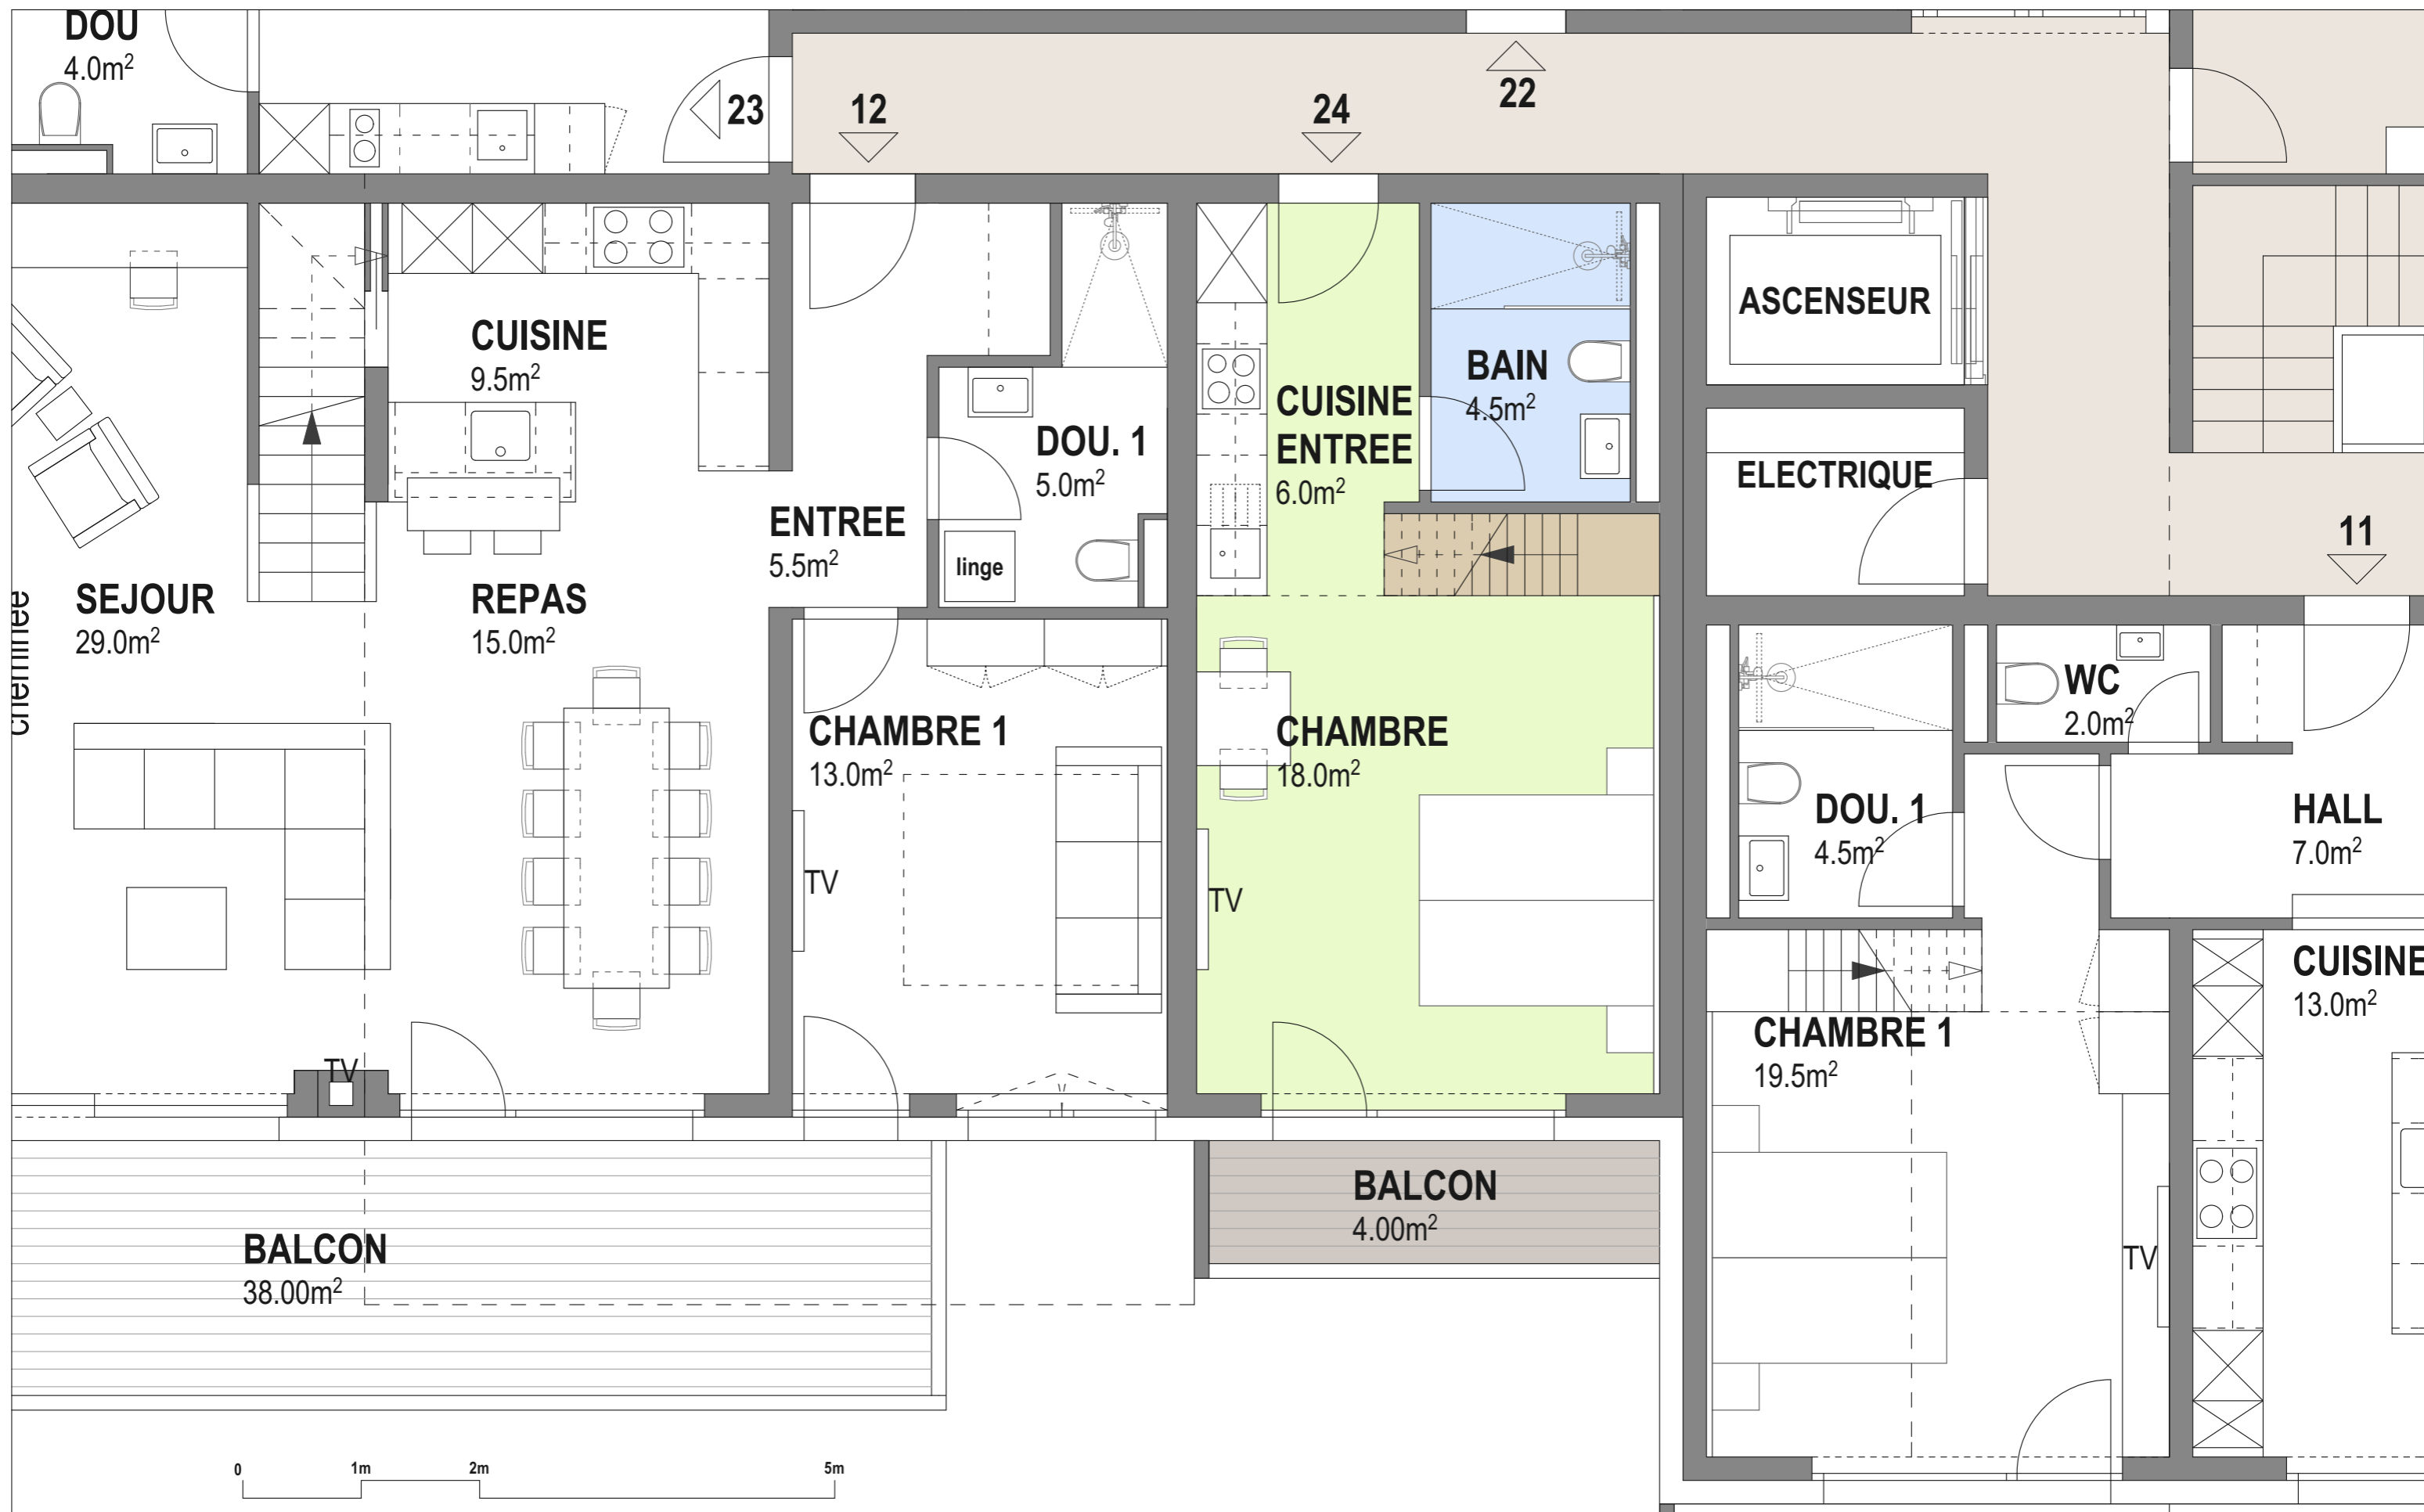 DOU
4.0m²
23
12
24
22
ASCENSEUR
CUISINE
9.5m²
BAIN
4.5m²
CUISINE
ENTREE
6.0m²
DOU. 1
5.0m²
ELECTRIQUE
ENTREE
5.5m²
linge
11
cheminée
SEJOUR
29.0m²
REPAS
15.0m²
WC
2.0m²
CHAMBRE 1
13.0m²
CHAMBRE
18.0m²
DOU. 1
4.5m²
HALL
7.0m²
TV
TV
CUISINE
13.0m²
CHAMBRE 1
19.5m²
TV
BALCON
4.00m²
BALCON
38.00m²
TV
0
1m
2m
5m